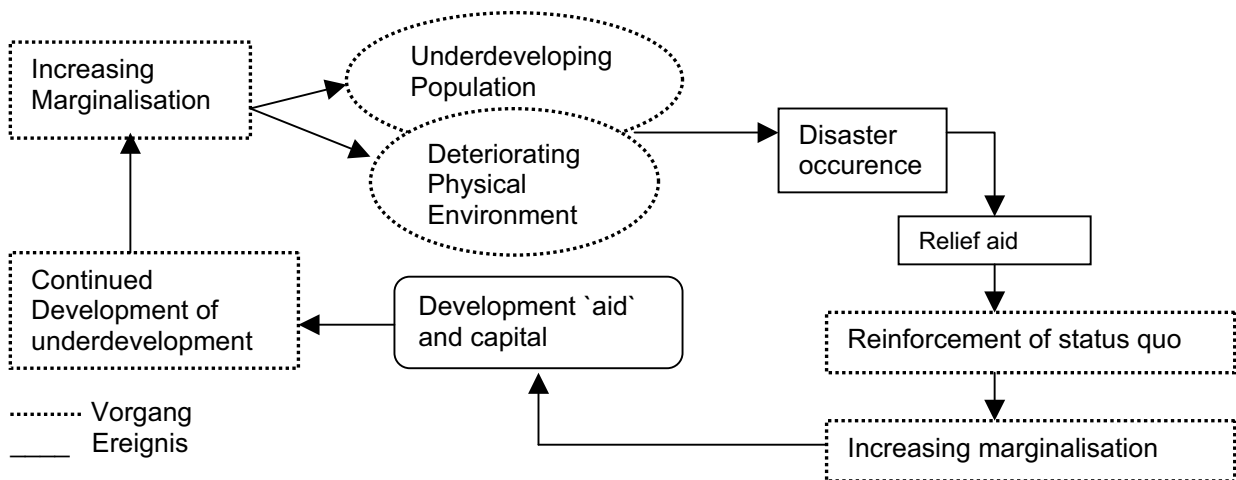 Increasing
Marginalisation
Underdeveloping
Population
Deteriorating
Physical
Environment
Disaster
occurence
Relief aid
Reinforcement of status quo
Increasing marginalisation
Development `aid`
and capital
Continued
Development of
underdevelopment
Vorgang
Ereignis